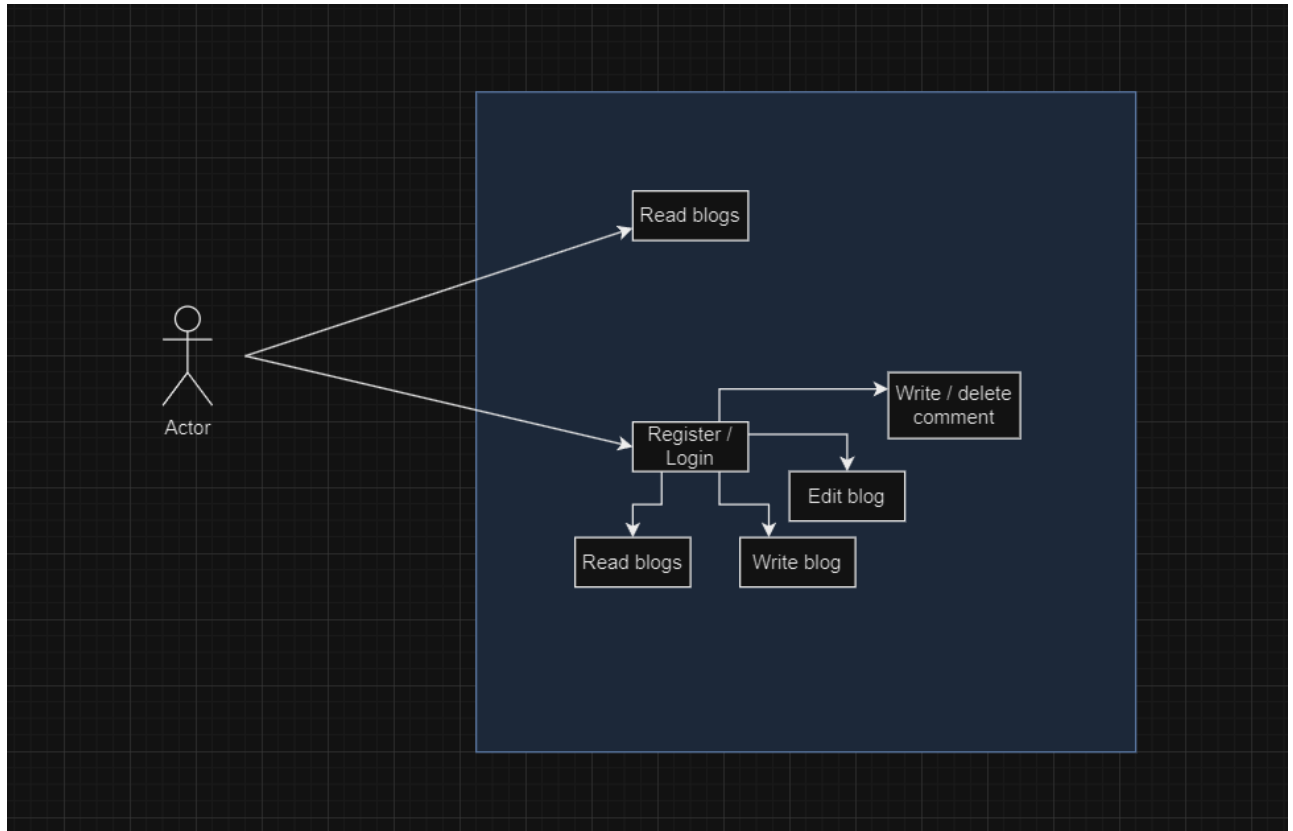 Read blogs
Actor
Write / delete
comment
Register /
Login
Edit blog
Read blogs
Write blog